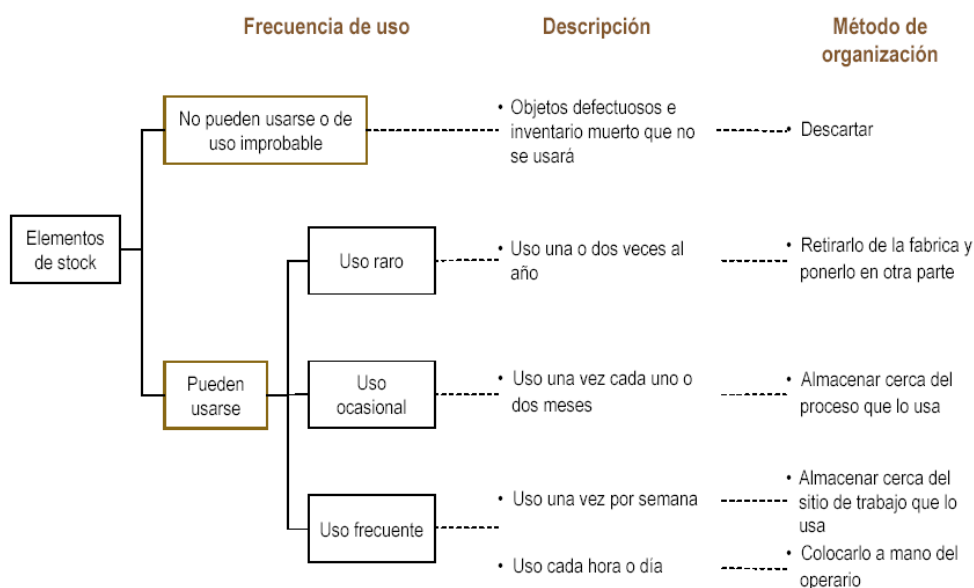 Frecuencia de uso
Descripción
Método de
organización
No pueden usarse o de
uso improbable
• Objetos defectuosos e
inventario muerto que no
se usará
• Descartar
Elementos
de stock
Uso raro
• Uso una o dos veces al
año
• Retirarlo de la fabrica y
ponerlo en otra parte
Pueden
usarse
Uso
ocasional
• Uso una vez cada uno o
dos meses
• Almacenar cerca del
proceso que lo usa
Uso frecuente
• Uso una vez por semana
• Almacenar cerca del
sitio de trabajo que lo
usa
• Uso cada hora o día
• Colocarlo a mano del
operario